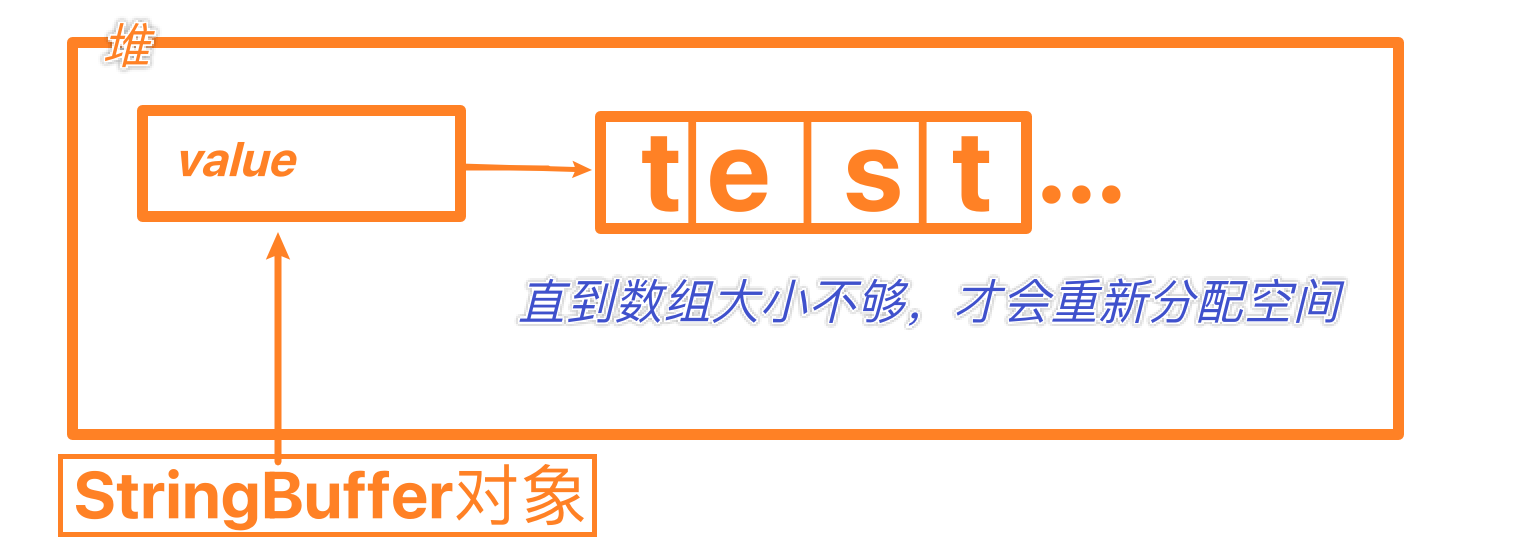 堆
value
t e s t ...
直到数组大小不够，才会重新分配空间
StringBuffer对象